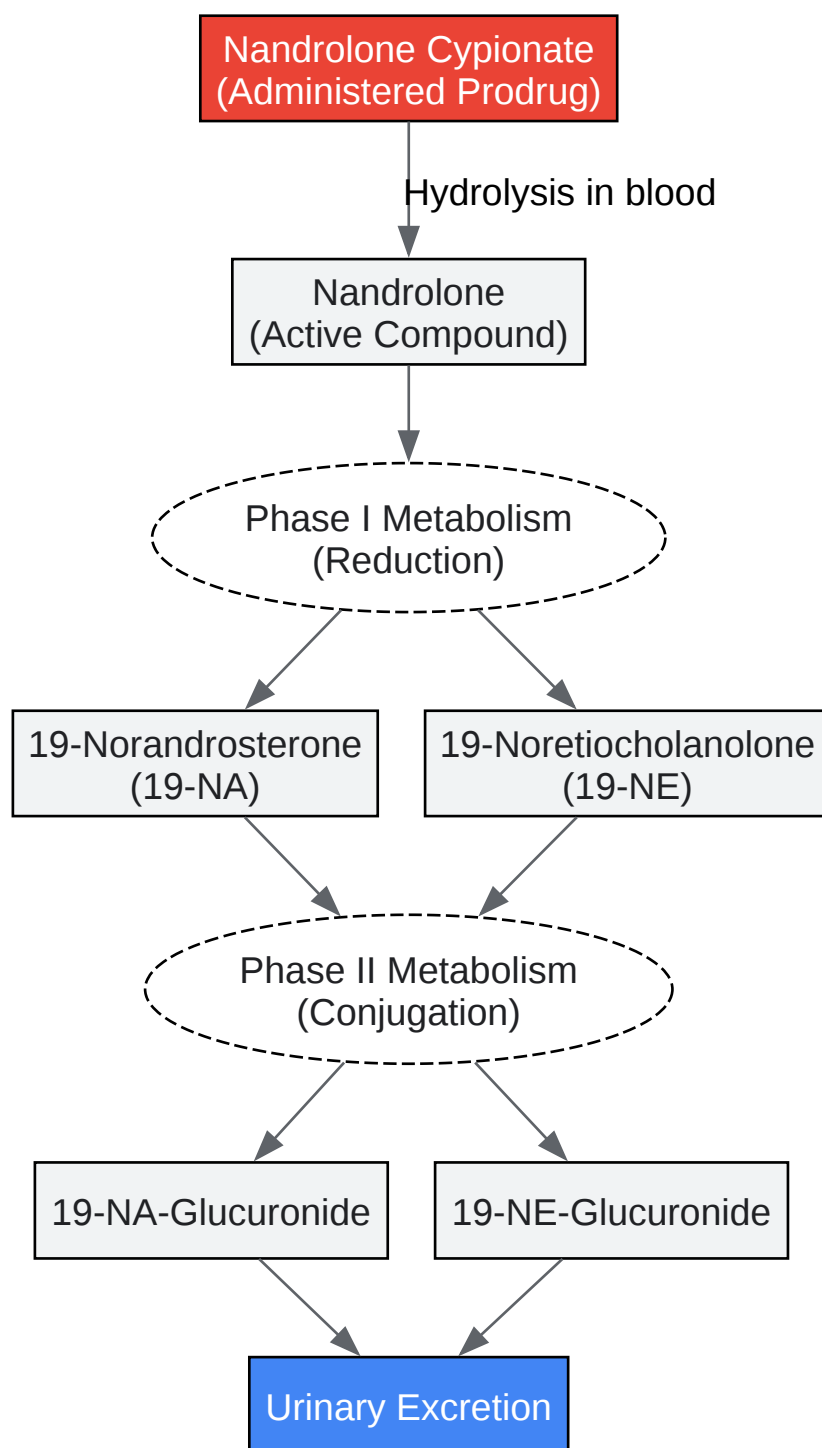 Nandrolone Cypionate
(Administered Prodrug)
Hydrolysis in blood
Nandrolone
(Active Compound)
Phase I Metabolism
(Reduction)
19-Norandrosterone
(19-NA)
19-Noretiocholanolone
(19-NE)
Phase II Metabolism
(Conjugation)
19-NA-Glucuronide
19-NE-Glucuronide
Urinary Excretion